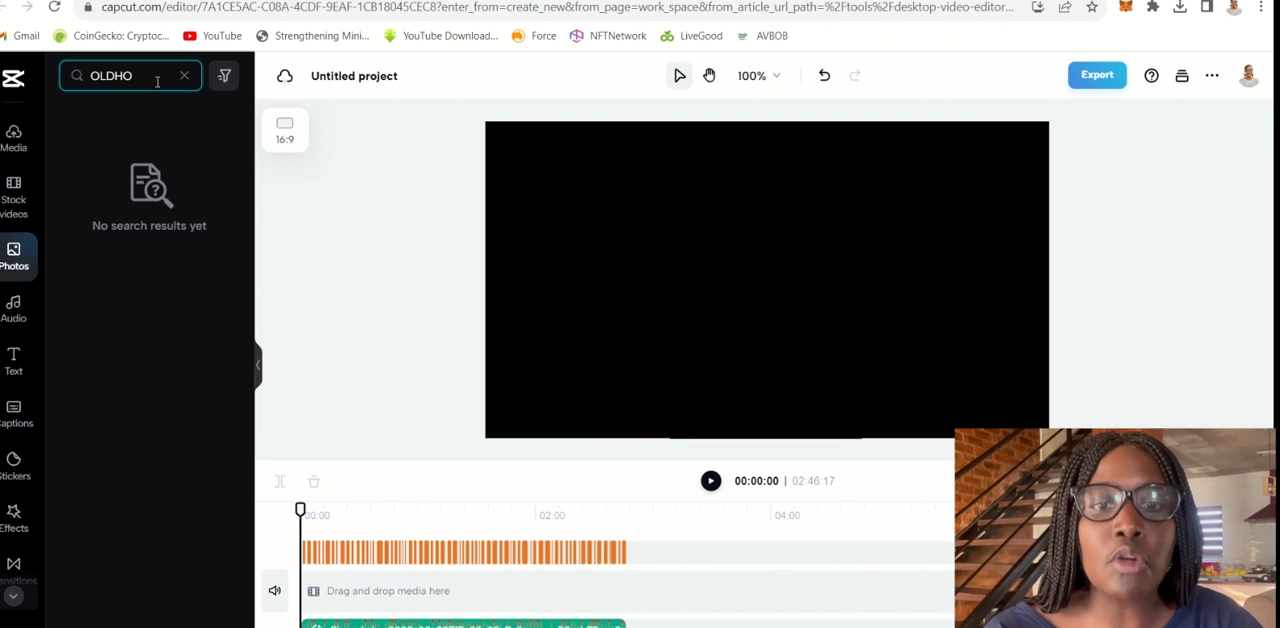 capcut.com/editor/7A1CE5AC-C08A-4CDF-9EAF-1CB18045CEC8?enter_from=create_new&from_page=work_space&from_article_url_path=%2Ftools%2Fdesktop-video-editor...
Gmail CoinGecko: Cryptoc... YouTube Strengthening Mini... YouTube Download... Force NFTNetwork LiveGood AVBOB
OLDHO
Untitled project
100%
Export
16:9
Media
Stock
videos
Photos
Audio
Text
Captions
Stickers
Effects
No search results yet
00:00:00 | 02:46:17
00:00 02:00 04:00
Drag and drop media here